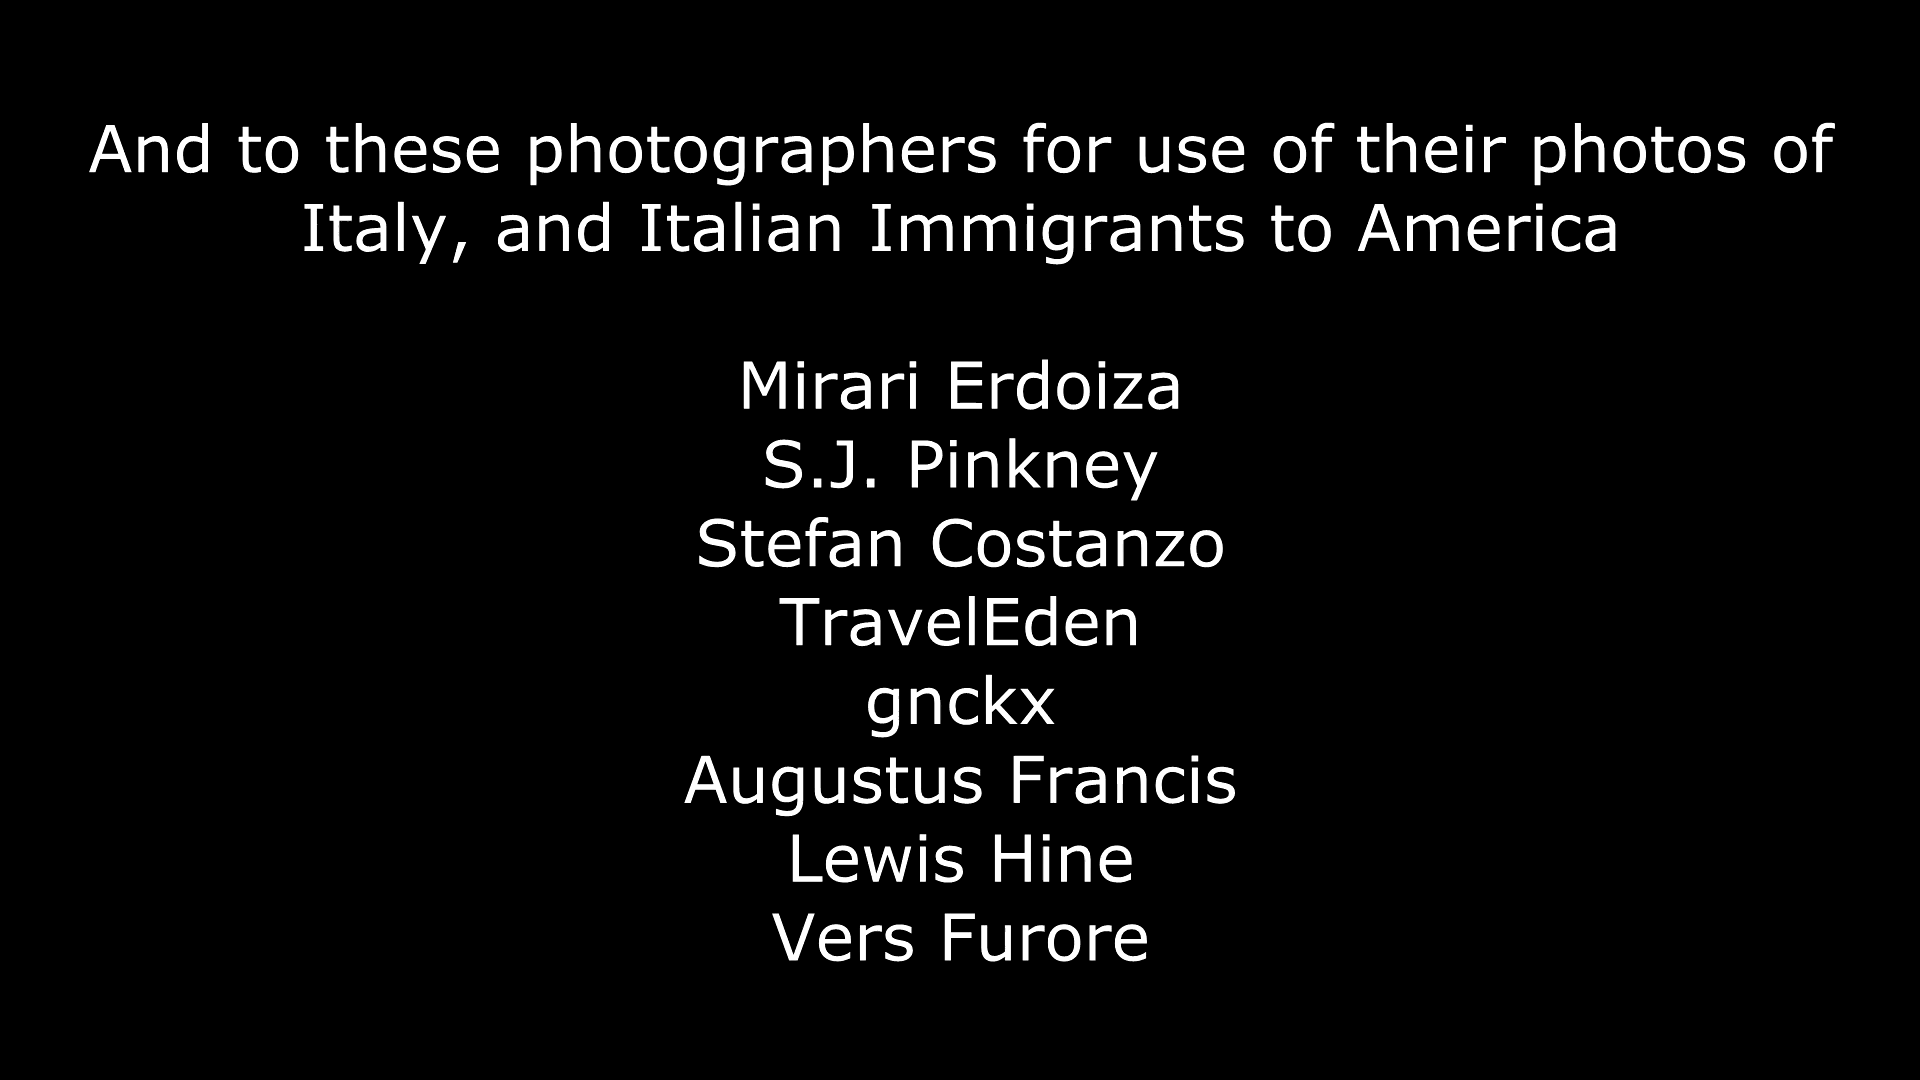 And to these photographers for use of their photos of
Italy, and Italian Immigrants to America
Mirari Erdoiza
S.J. Pinkney
Stefan Costanzo
TravelEden
gnckx
Augustus Francis
Lewis Hine
Vers Furore